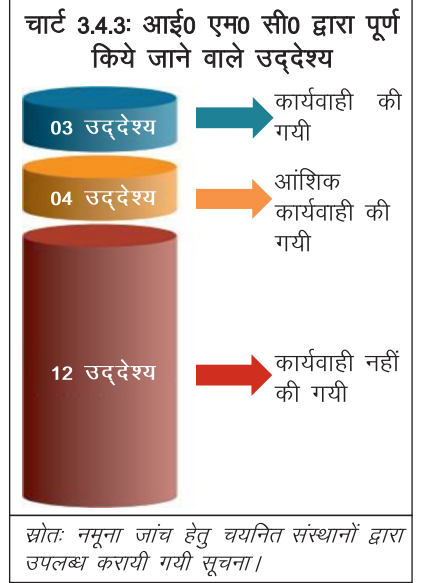 चार्ट 3.4.3: आई0 एम0 सी0 द्वारा पूर्ण
किये जाने वाले उद्देश्य
03 उद्देश्य
कार्यवाही की
गयी
04 उद्देश्य
आंशिक
कार्यवाही की
गयी
12 उद्देश्य
कार्यवाही नहीं
की गयी
स्रोतः नमूना जांच हेतु चयनित संस्थानों द्वारा
उपलब्ध करायी गयी सूचना।